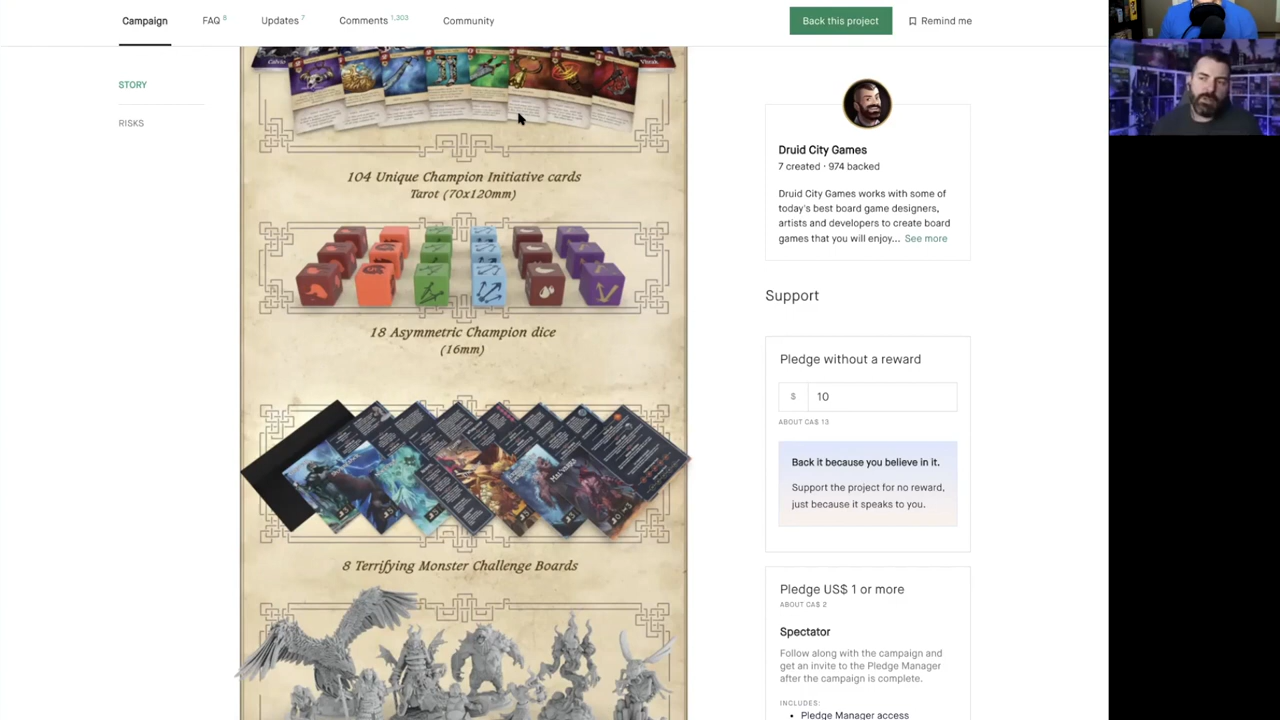 Campaign
FAQ 8
Updates 7
Comments 1,303
Community
Back this project
Remind me
STORY
RISKS
104 Unique Champion Initiative cards
Tarot (70x120mm)
18 Asymmetric Champion dice
(16mm)
8 Terrifying Monster Challenge Boards
Druid City Games
7 created · 974 backed
Druid City Games works with some of
today's best board game designers,
artists and developers to create board
games that you will enjoy... See more
Support
Pledge without a reward
$ 10
ABOUT CA$ 13
Back it because you believe in it.
Support the project for no reward,
just because it speaks to you.
Pledge US$ 1 or more
ABOUT CA$ 2
Spectator
Follow along with the campaign and
get an invite to the Pledge Manager
after the campaign is complete.
INCLUDES:
• Pledge Manager access